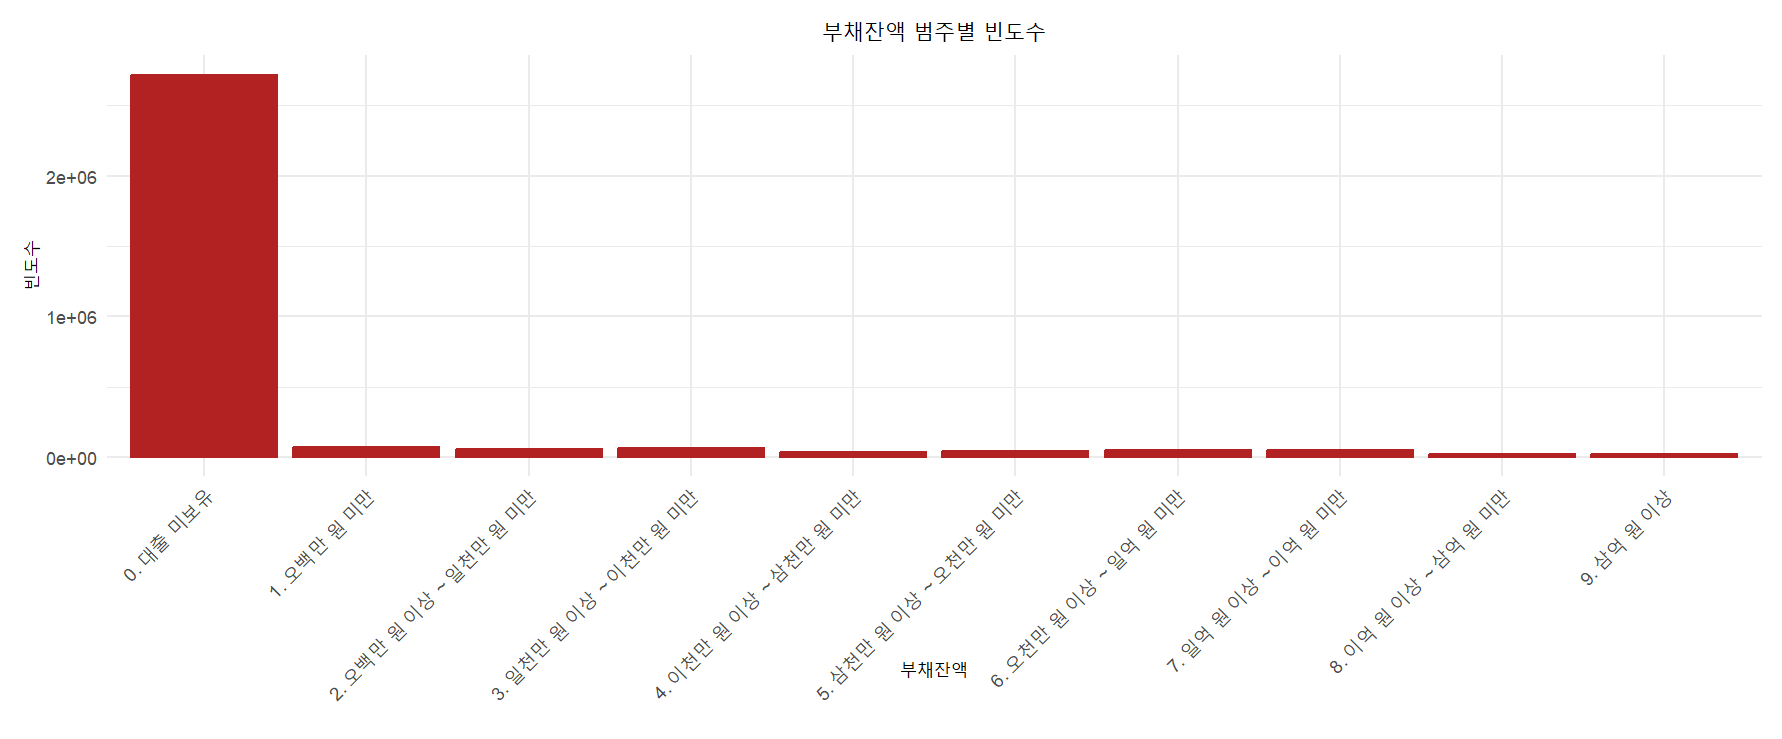 부채잔액 범주별 빈도수
빈도수
2e+06
1e+06
0e+00
0. 대출 미보유
1. 오백만 원 미만
2. 오백만 원 이상 ~ 일천만 원 미만
3. 일천만 원 이상 ~ 이천만 원 미만
4. 이천만 원 이상 ~ 삼천만 원 미만
5. 삼천만 원 이상 ~ 오천만 원 미만
6. 오천만 원 이상 ~ 일억 원 미만
7. 일억 원 이상 ~ 이억 원 미만
8. 이억 원 이상 ~ 삼억 원 미만
9. 삼억 원 이상
부채잔액